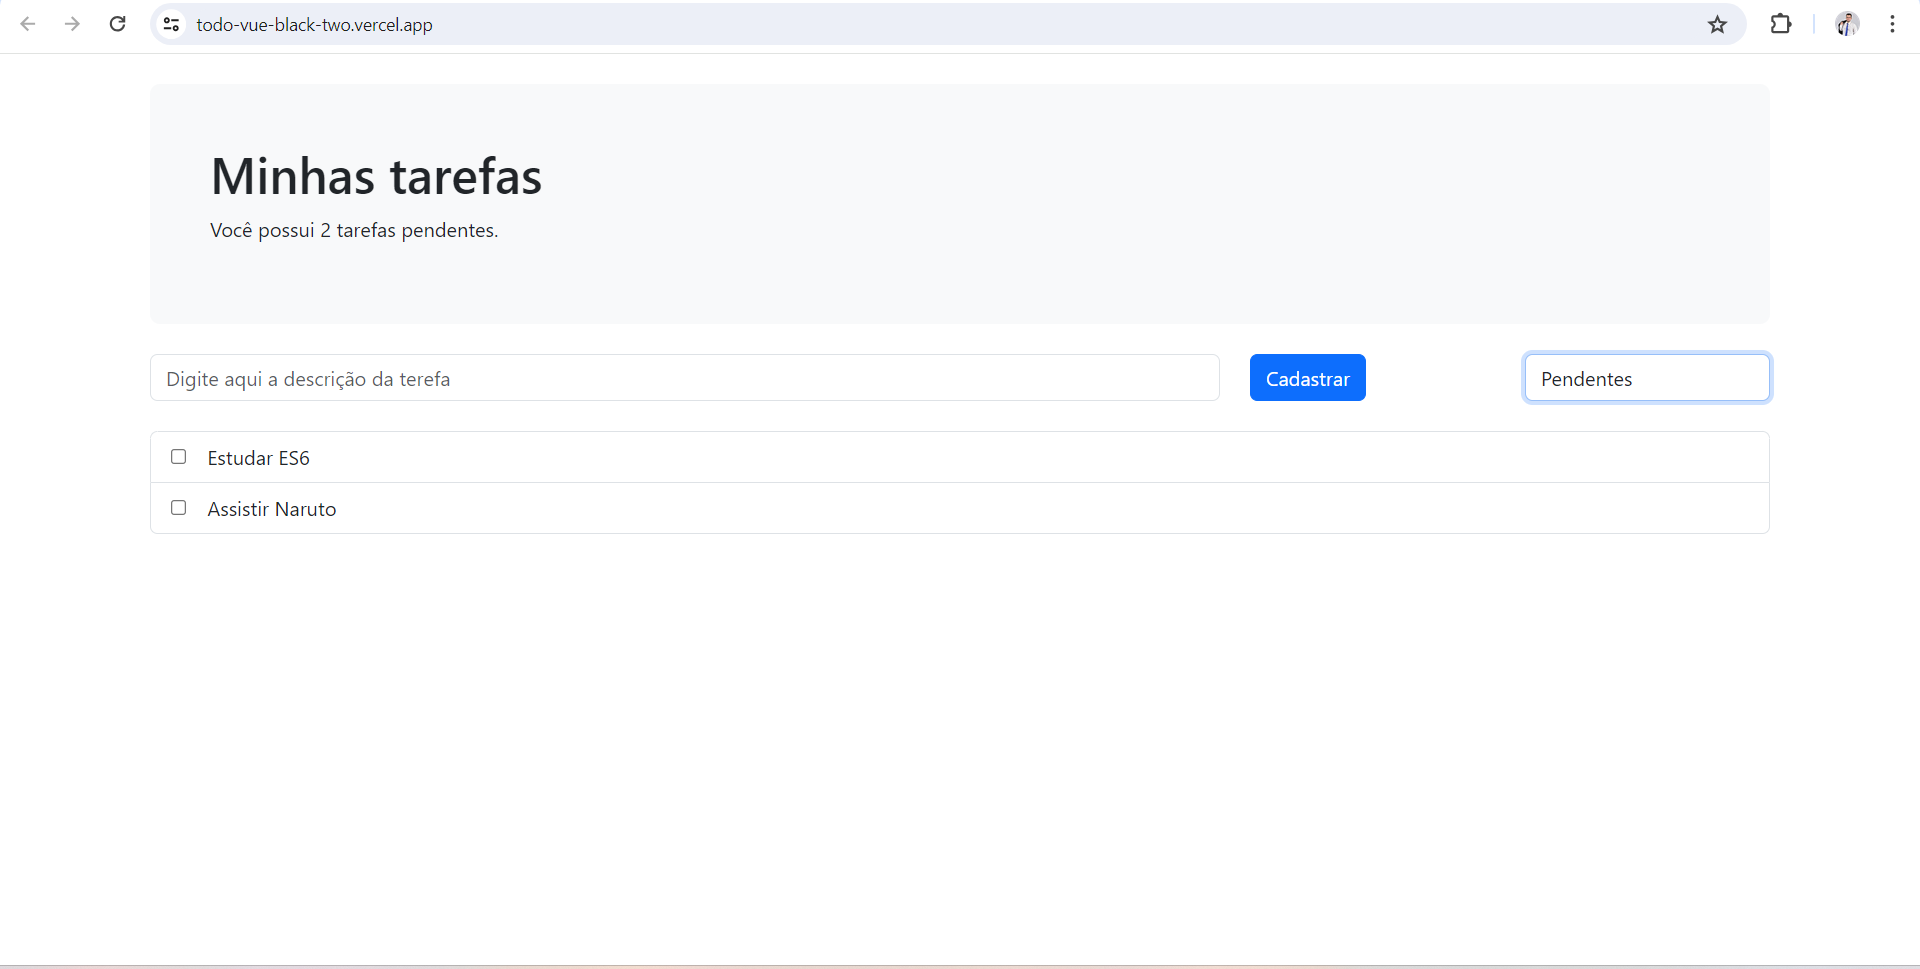 todo-vue-black-two.vercel.app
Minhas tarefas
Você possui 2 tarefas pendentes.
Digite aqui a descrição da terefa
Cadastrar
Pendentes
Estudar ES6
Assistir Naruto